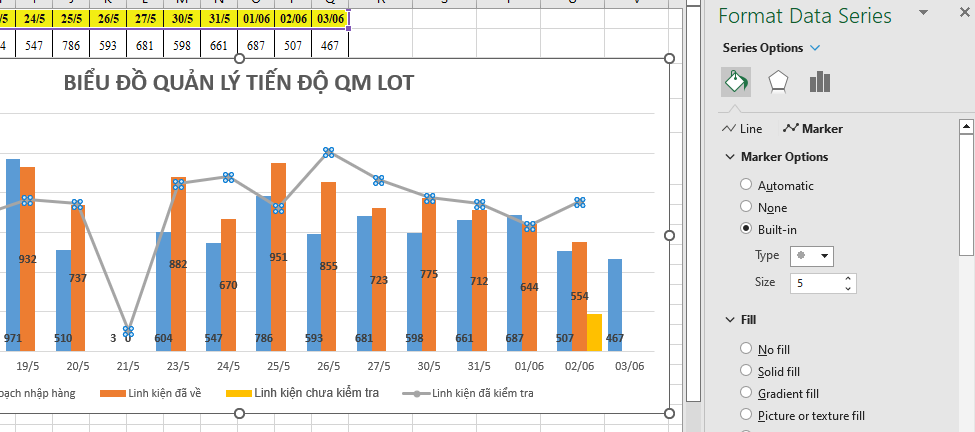 Format Data Series
/5 24/5 25/5 26/5 27/5 30/5 31/5 01/06 02/06 03/06
4 547 786 593 681 598 661 687 507 467
Series Options
BIỂU ĐỒ QUẢN LÝ TIẾN ĐỘ QM LOT
Line Marker
Marker Options
Automatic
None
Built-in
Type
Size 5
Fill
No fill
Solid fill
Gradient fill
Picture or texture fill
932 737 882 670 951 855 723 775 712 644 554
971 510 3 0 604 547 786 593 681 598 661 687 507 467
19/5 20/5 21/5 23/5 24/5 25/5 26/5 27/5 30/5 31/5 01/06 02/06 03/06
oạch nhập hàng Linh kiện đã về Linh kiện chưa kiểm tra Linh kiện đã kiểm tra